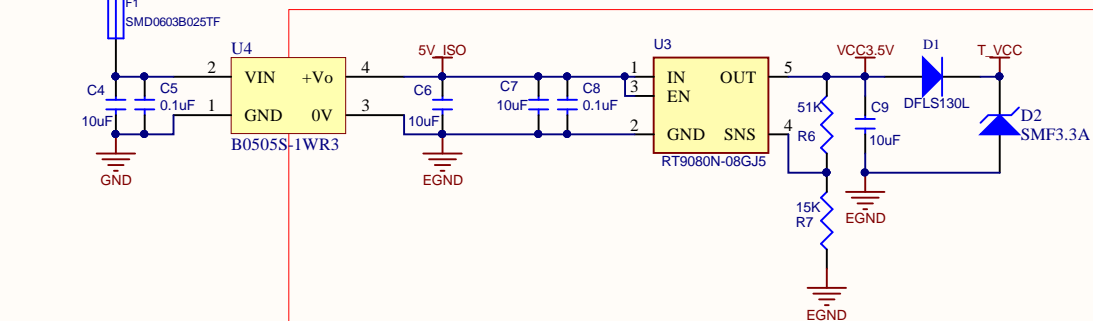 F1
SMD0603B025TF
U4
2
VIN
+Vo
4
1
GND
0V
3
B0505S-1WR3
C4
10uF
C5
0.1uF
GND
5V_ISO
C6
10uF
EGND
C7
10uF
C8
0.1uF
U3
1
IN
OUT
5
3
EN
2
GND
SNS
4
RT9080N-08GJ5
51K
R6
15K
R7
EGND
VCC3.5V
C9
10uF
EGND
D1
DFLS130L
T_VCC
D2
SMF3.3A